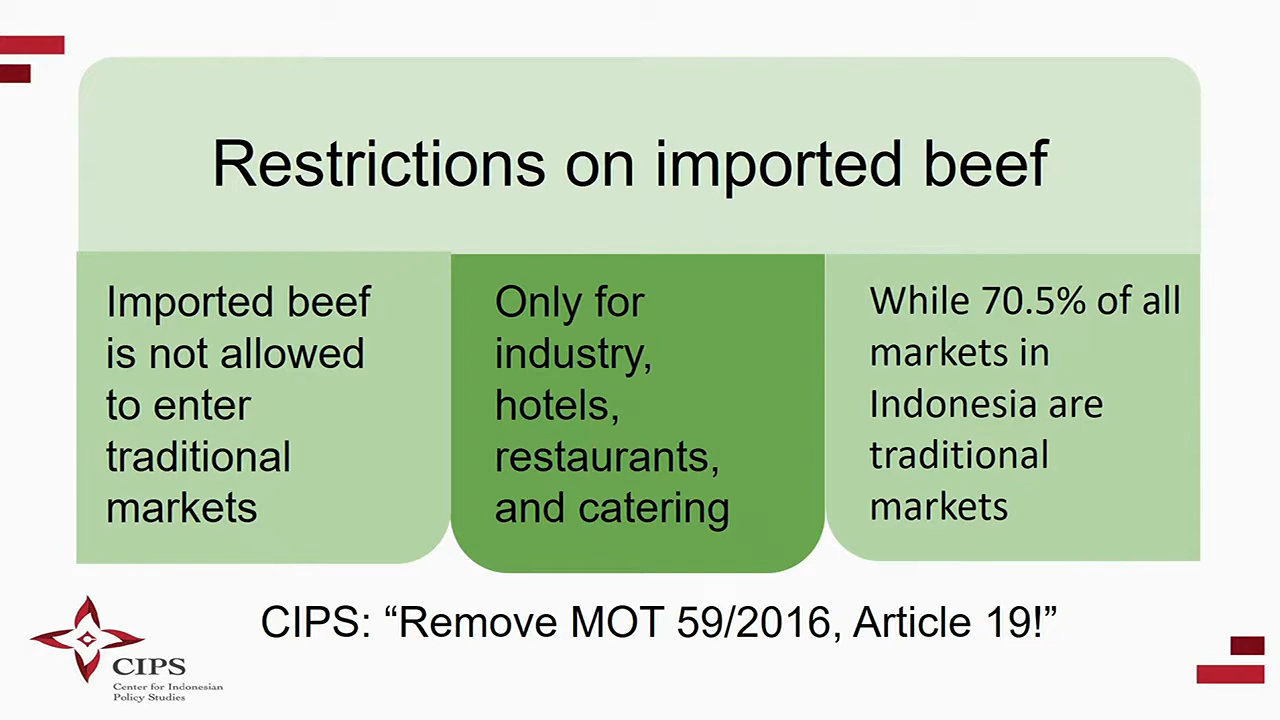 Restrictions on imported beef
Imported beef
is not allowed
to enter
traditional
markets
Only for
industry,
hotels,
restaurants,
and catering
While 70.5% of all
markets in
Indonesia are
traditional
markets
CIPS: “Remove MOT 59/2016, Article 19!”
CIPS
Center for Indonesian
Policy Studies